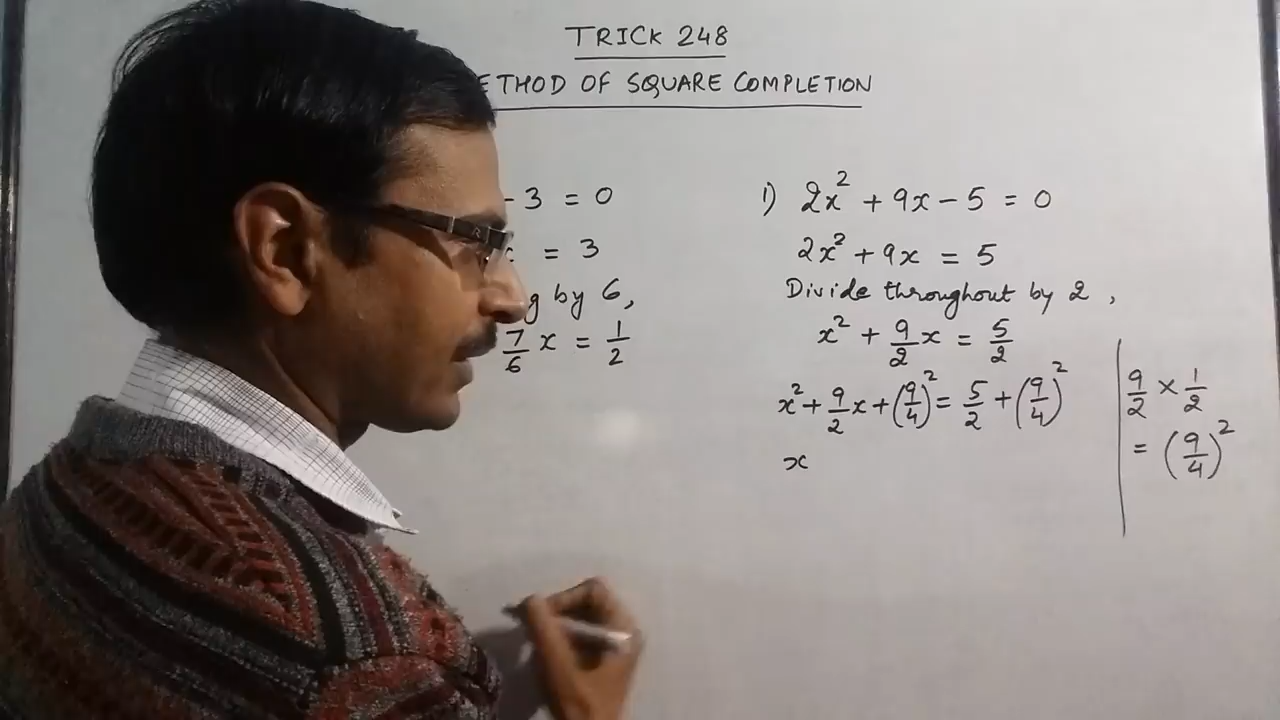 TRICK 248
ETHOD OF SQUARE COMPLETION
- 3 = 0
= 3
g by 6,
7/6 x = 1/2
1) 2x² + 9x - 5 = 0
2x² + 9x = 5
Divide throughout by 2,
x² + 9/2 x = 5/2
x² + 9/2 x + (9/4)² = 5/2 + (9/4)²
x
9/2 × 1/2
= (9/4)²